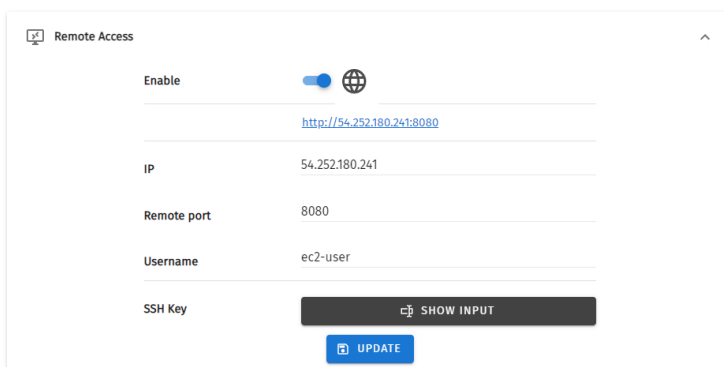 Remote Access
Enable
http://54.252.180.241:8080
IP 54.252.180.241
Remote port 8080
Username ec2-user
SSH Key SHOW INPUT
UPDATE